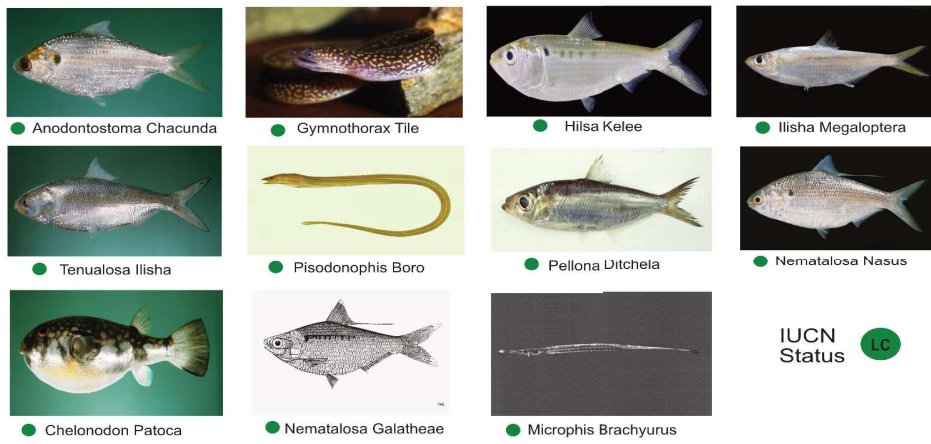 Anodontostoma Chacunda
Gymnothorax Tile
Hilsa Kelee
Ilisha Megaloptera
Tenualosa Ilisha
Pisodonophis Boro
Pellona Ditchela
Nematalosa Nasus
IUCN
Status
LC
Chelonodon Patoca
Nematalosa Galatheae
Microphis Brachyurus